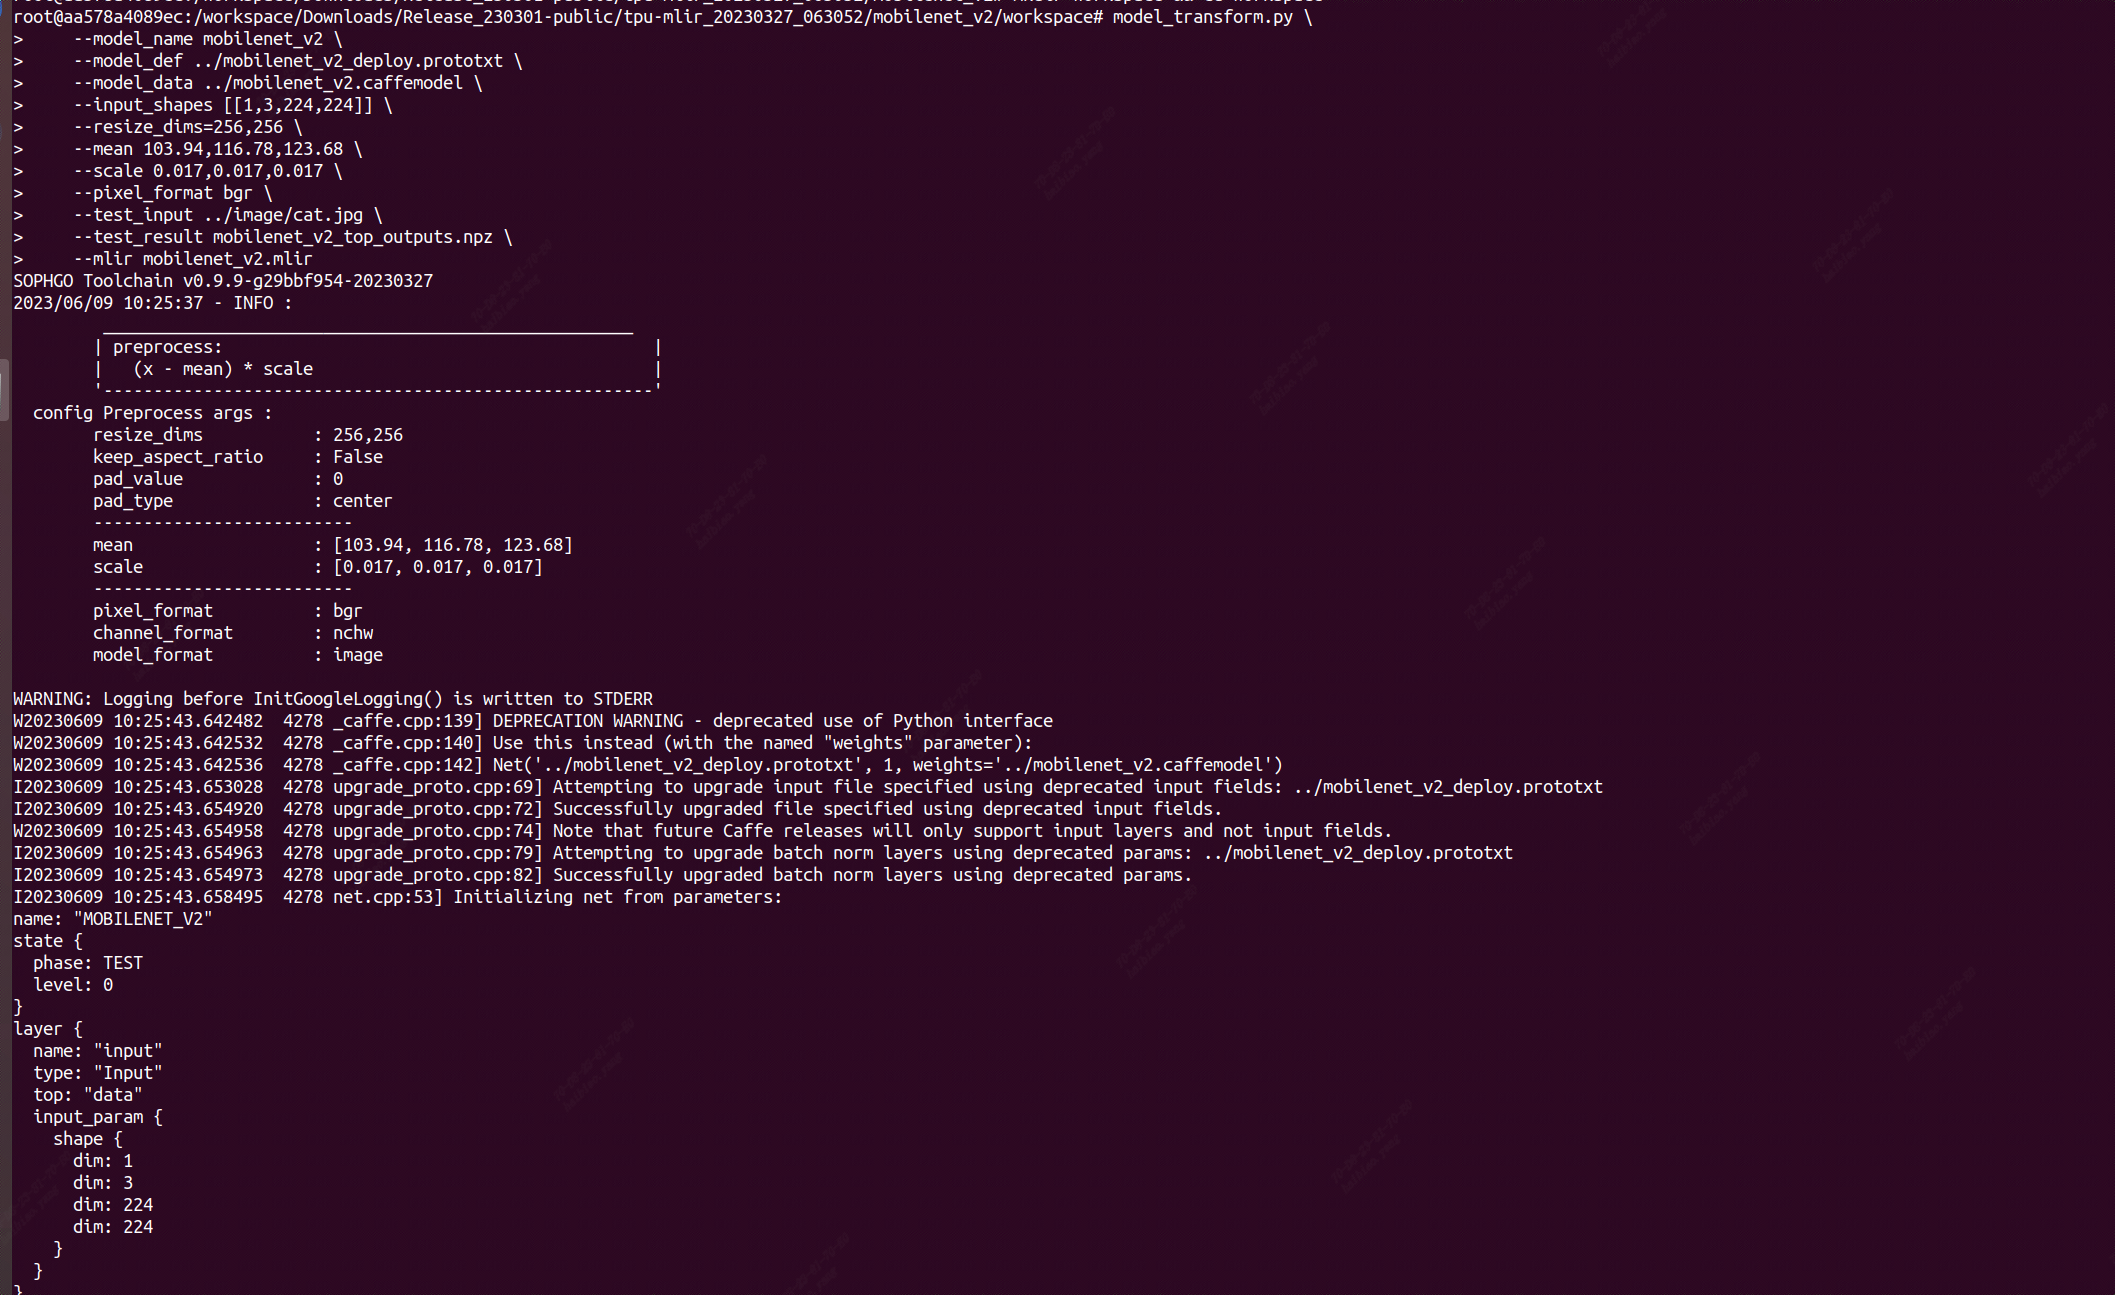 root@aa578a4089ec:/workspace/Downloads/Release_230301-public/tpu-mlir_20230327_063052/mobilenet_v2/workspace# model_transform.py \
>     --model_name mobilenet_v2 \
>     --model_def ../mobilenet_v2_deploy.prototxt \
>     --model_data ../mobilenet_v2.caffemodel \
>     --input_shapes [[1,3,224,224]] \
>     --resize_dims=256,256 \
>     --mean 103.94,116.78,123.68 \
>     --scale 0.017,0.017,0.017 \
>     --pixel_format bgr \
>     --test_input ../image/cat.jpg \
>     --test_result mobilenet_v2_top_outputs.npz \
>     --mlir mobilenet_v2.mlir
SOPHGO Toolchain v0.9.9-g29bbf954-20230327
2023/06/09 10:25:37 - INFO :
         _____________________________________________________
        | preprocess:                                           |
        |   (x - mean) * scale                                  |
        '-------------------------------------------------------'
  config Preprocess args :
        resize_dims           : 256,256
        keep_aspect_ratio     : False
        pad_value             : 0
        pad_type              : center
        --------------------------
        mean                  : [103.94, 116.78, 123.68]
        scale                 : [0.017, 0.017, 0.017]
        --------------------------
        pixel_format          : bgr
        channel_format        : nchw
        model_format          : image
WARNING: Logging before InitGoogleLogging() is written to STDERR
W20230609 10:25:43.642482  4278 _caffe.cpp:139] DEPRECATION WARNING - deprecated use of Python interface
W20230609 10:25:43.642532  4278 _caffe.cpp:140] Use this instead (with the named "weights" parameter):
W20230609 10:25:43.642536  4278 _caffe.cpp:142] Net('../mobilenet_v2_deploy.prototxt', 1, weights='../mobilenet_v2.caffemodel')
I20230609 10:25:43.653028  4278 upgrade_proto.cpp:69] Attempting to upgrade input file specified using deprecated input fields: ../mobilenet_v2_deploy.prototxt
I20230609 10:25:43.654920  4278 upgrade_proto.cpp:72] Successfully upgraded file specified using deprecated input fields.
W20230609 10:25:43.654958  4278 upgrade_proto.cpp:74] Note that future Caffe releases will only support input layers and not input fields.
I20230609 10:25:43.654963  4278 upgrade_proto.cpp:79] Attempting to upgrade batch norm layers using deprecated params: ../mobilenet_v2_deploy.prototxt
I20230609 10:25:43.654973  4278 upgrade_proto.cpp:82] Successfully upgraded batch norm layers using deprecated params.
I20230609 10:25:43.658495  4278 net.cpp:53] Initializing net from parameters:
name: "MOBILENET_V2"
state {
  phase: TEST
  level: 0
}
layer {
  name: "input"
  type: "Input"
  top: "data"
  input_param {
    shape {
      dim: 1
      dim: 3
      dim: 224
      dim: 224
    }
  }
}